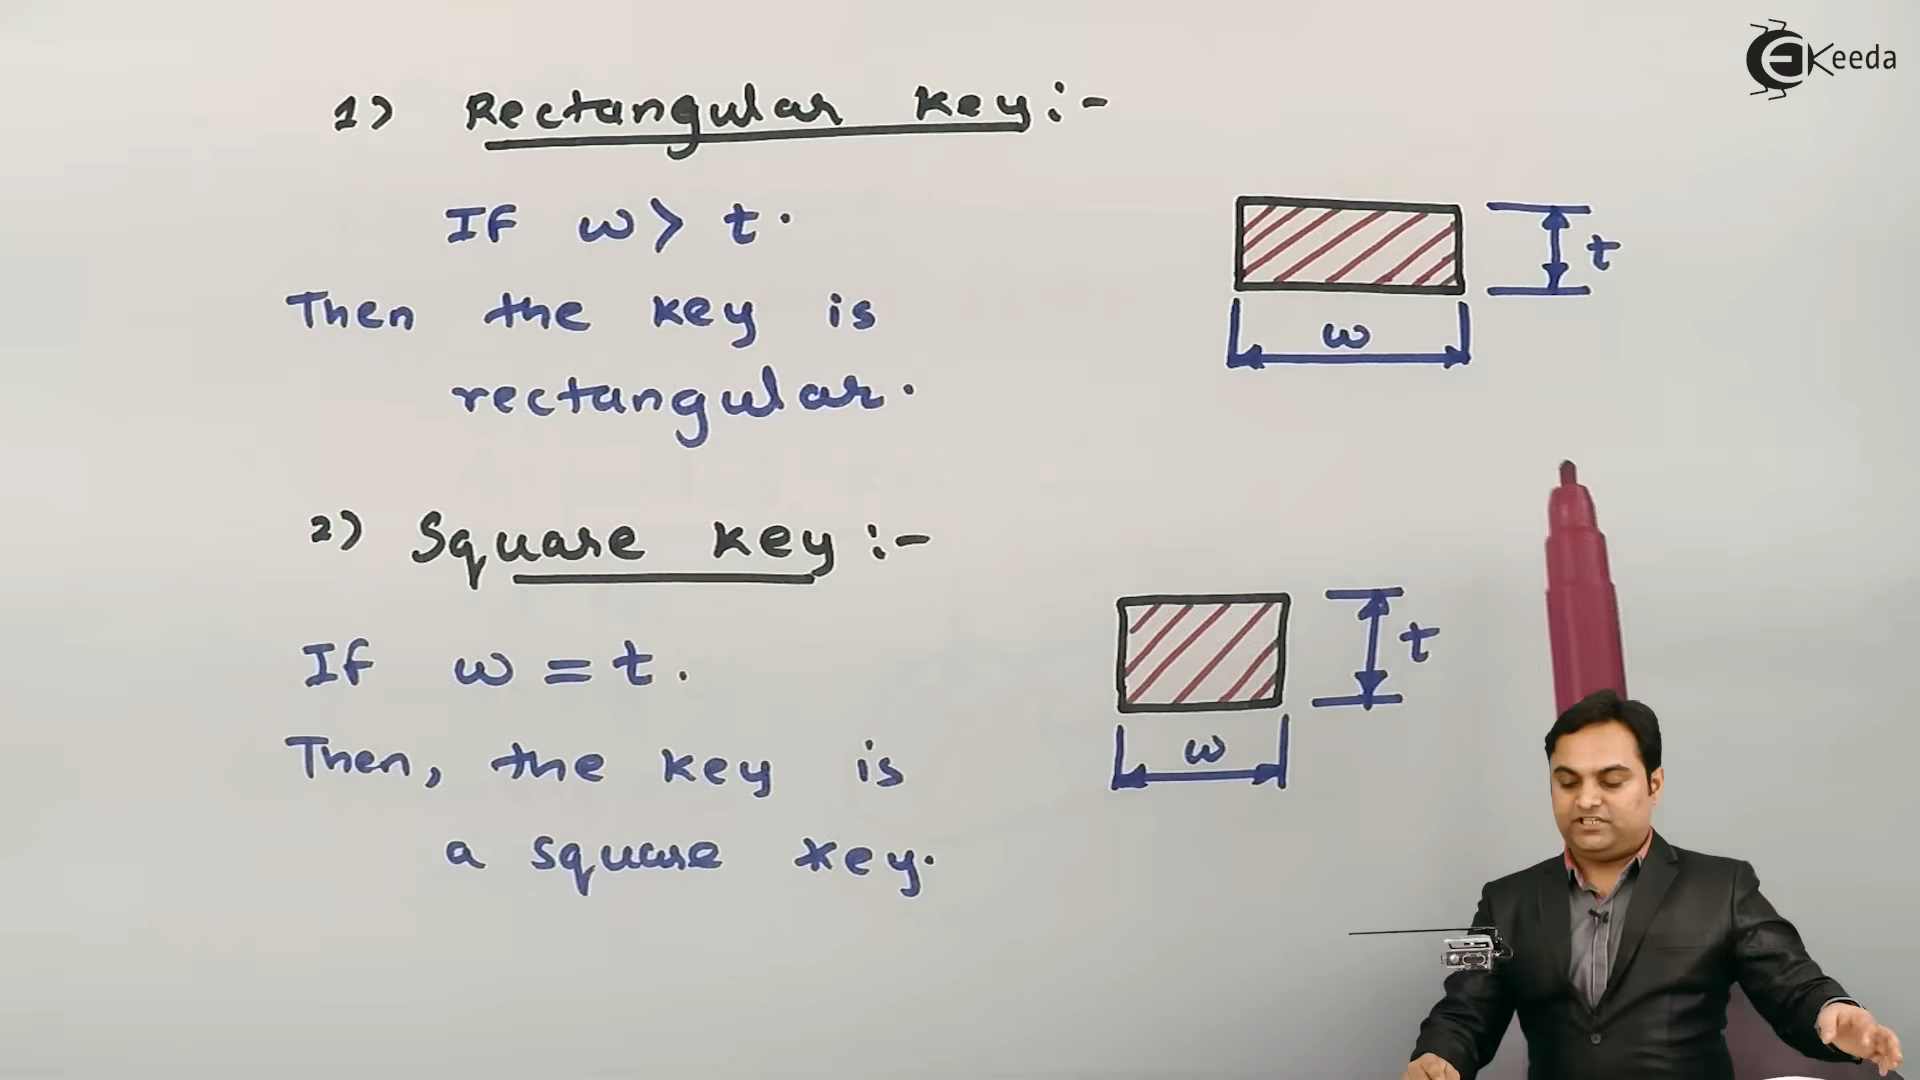 EKeeda
1) Rectangular key:-
If w > t.
Then the key is
rectangular.
t
w
2) Square key:-
If w = t.
Then, the key is
a square key.
t
w